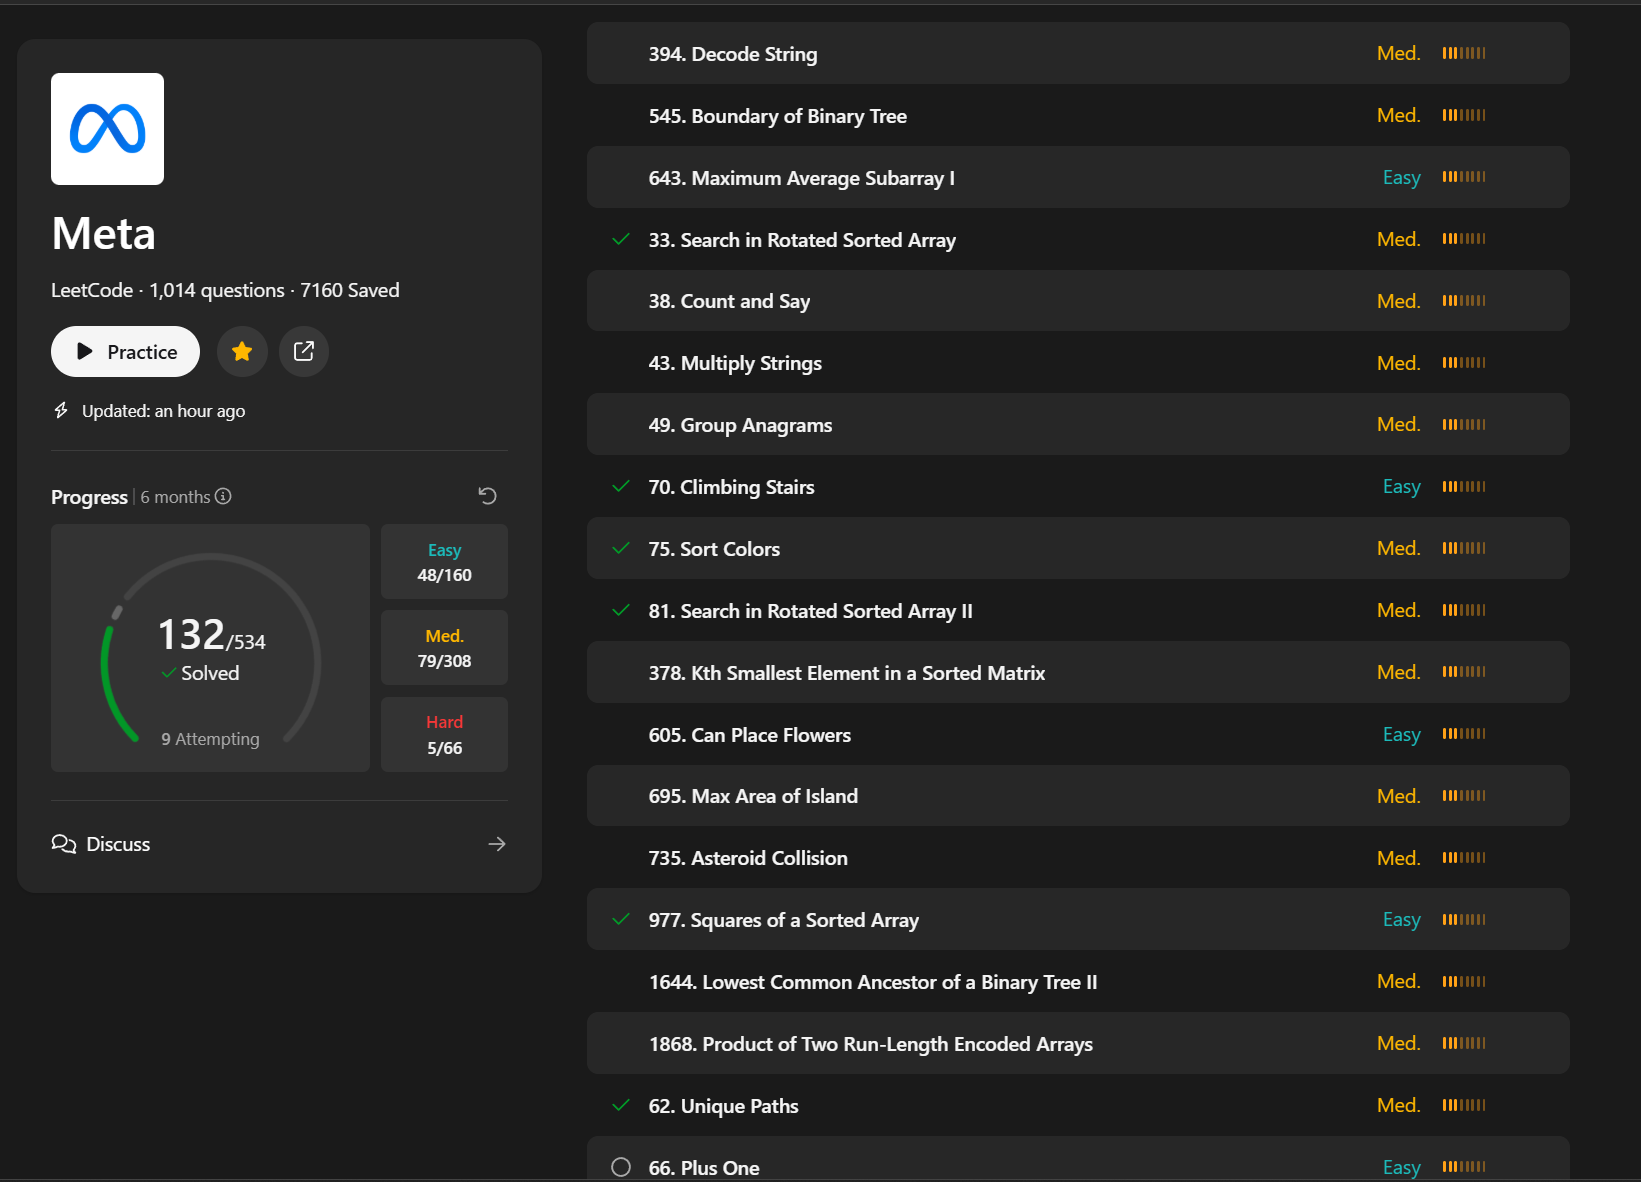 Meta
LeetCode · 1,014 questions · 7160 Saved
Practice
Updated: an hour ago
Progress | 6 months
132/534
Solved
9 Attempting
Easy
48/160
Med.
79/308
Hard
5/66
Discuss
394. Decode String Med.
545. Boundary of Binary Tree Med.
643. Maximum Average Subarray I Easy
33. Search in Rotated Sorted Array Med.
38. Count and Say Med.
43. Multiply Strings Med.
49. Group Anagrams Med.
70. Climbing Stairs Easy
75. Sort Colors Med.
81. Search in Rotated Sorted Array II Med.
378. Kth Smallest Element in a Sorted Matrix Med.
605. Can Place Flowers Easy
695. Max Area of Island Med.
735. Asteroid Collision Med.
977. Squares of a Sorted Array Easy
1644. Lowest Common Ancestor of a Binary Tree II Med.
1868. Product of Two Run-Length Encoded Arrays Med.
62. Unique Paths Med.
66. Plus One Easy